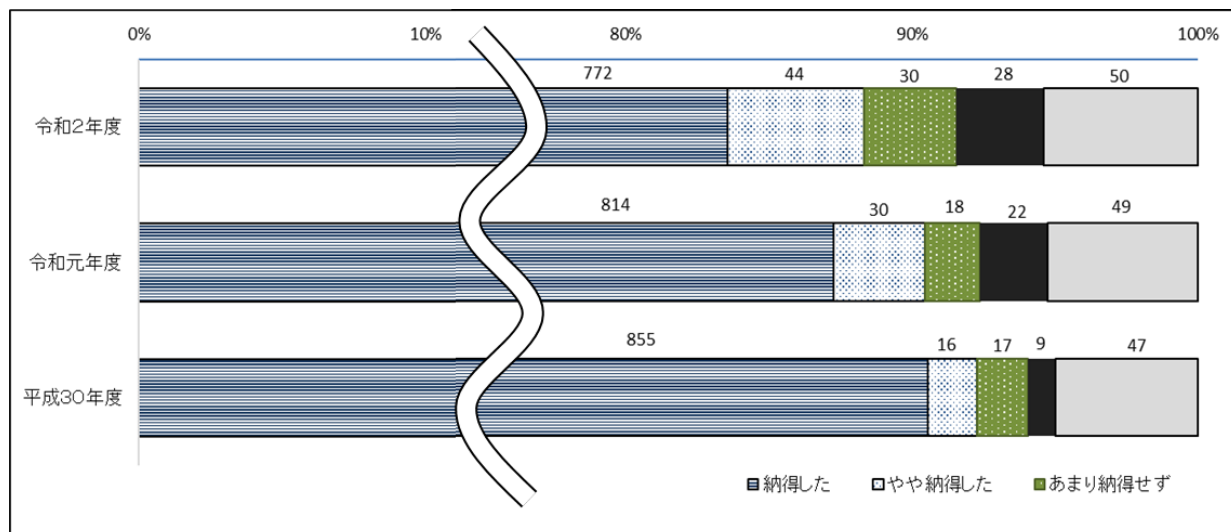 0% 10% 80% 90% 100%
772 44 30 28 50
令和2年度
814 30 18 22 49
令和元年度
855 16 17 9 47
平成30年度
納得した やや納得した あまり納得せず